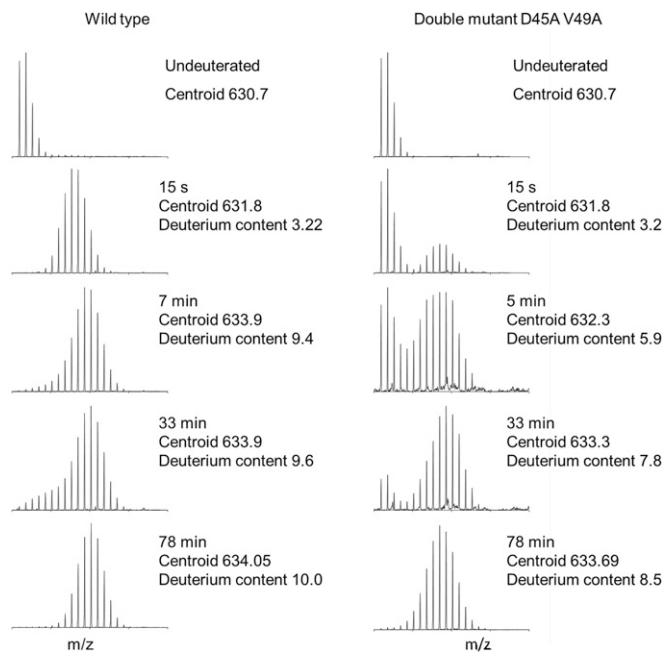 Wild type
Undeuterated
Centroid 630.7
15 s
Centroid 631.8
Deuterium content 3.22
7 min
Centroid 633.9
Deuterium content 9.4
33 min
Centroid 633.9
Deuterium content 9.6
78 min
Centroid 634.05
Deuterium content 10.0
m/z
Double mutant D45A V49A
Undeuterated
Centroid 630.7
15 s
Centroid 631.8
Deuterium content 3.2
5 min
Centroid 632.3
Deuterium content 5.9
33 min
Centroid 633.3
Deuterium content 7.8
78 min
Centroid 633.69
Deuterium content 8.5
m/z